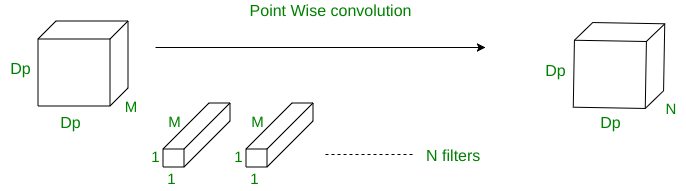 Point Wise convolution
Dp
M
Dp
M
1
1
M
1
1
N filters
Dp
N
Dp